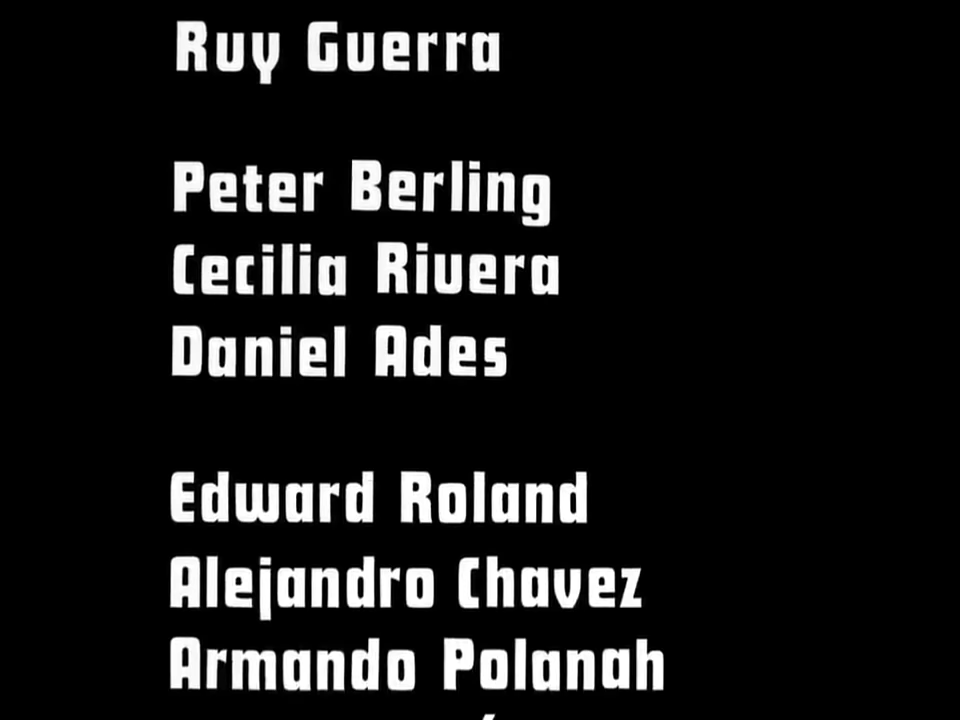 Ruy Guerra
Peter Berling
Cecilia Rivera
Daniel Ades
Edward Roland
Alejandro Chavez
Armando Polanah